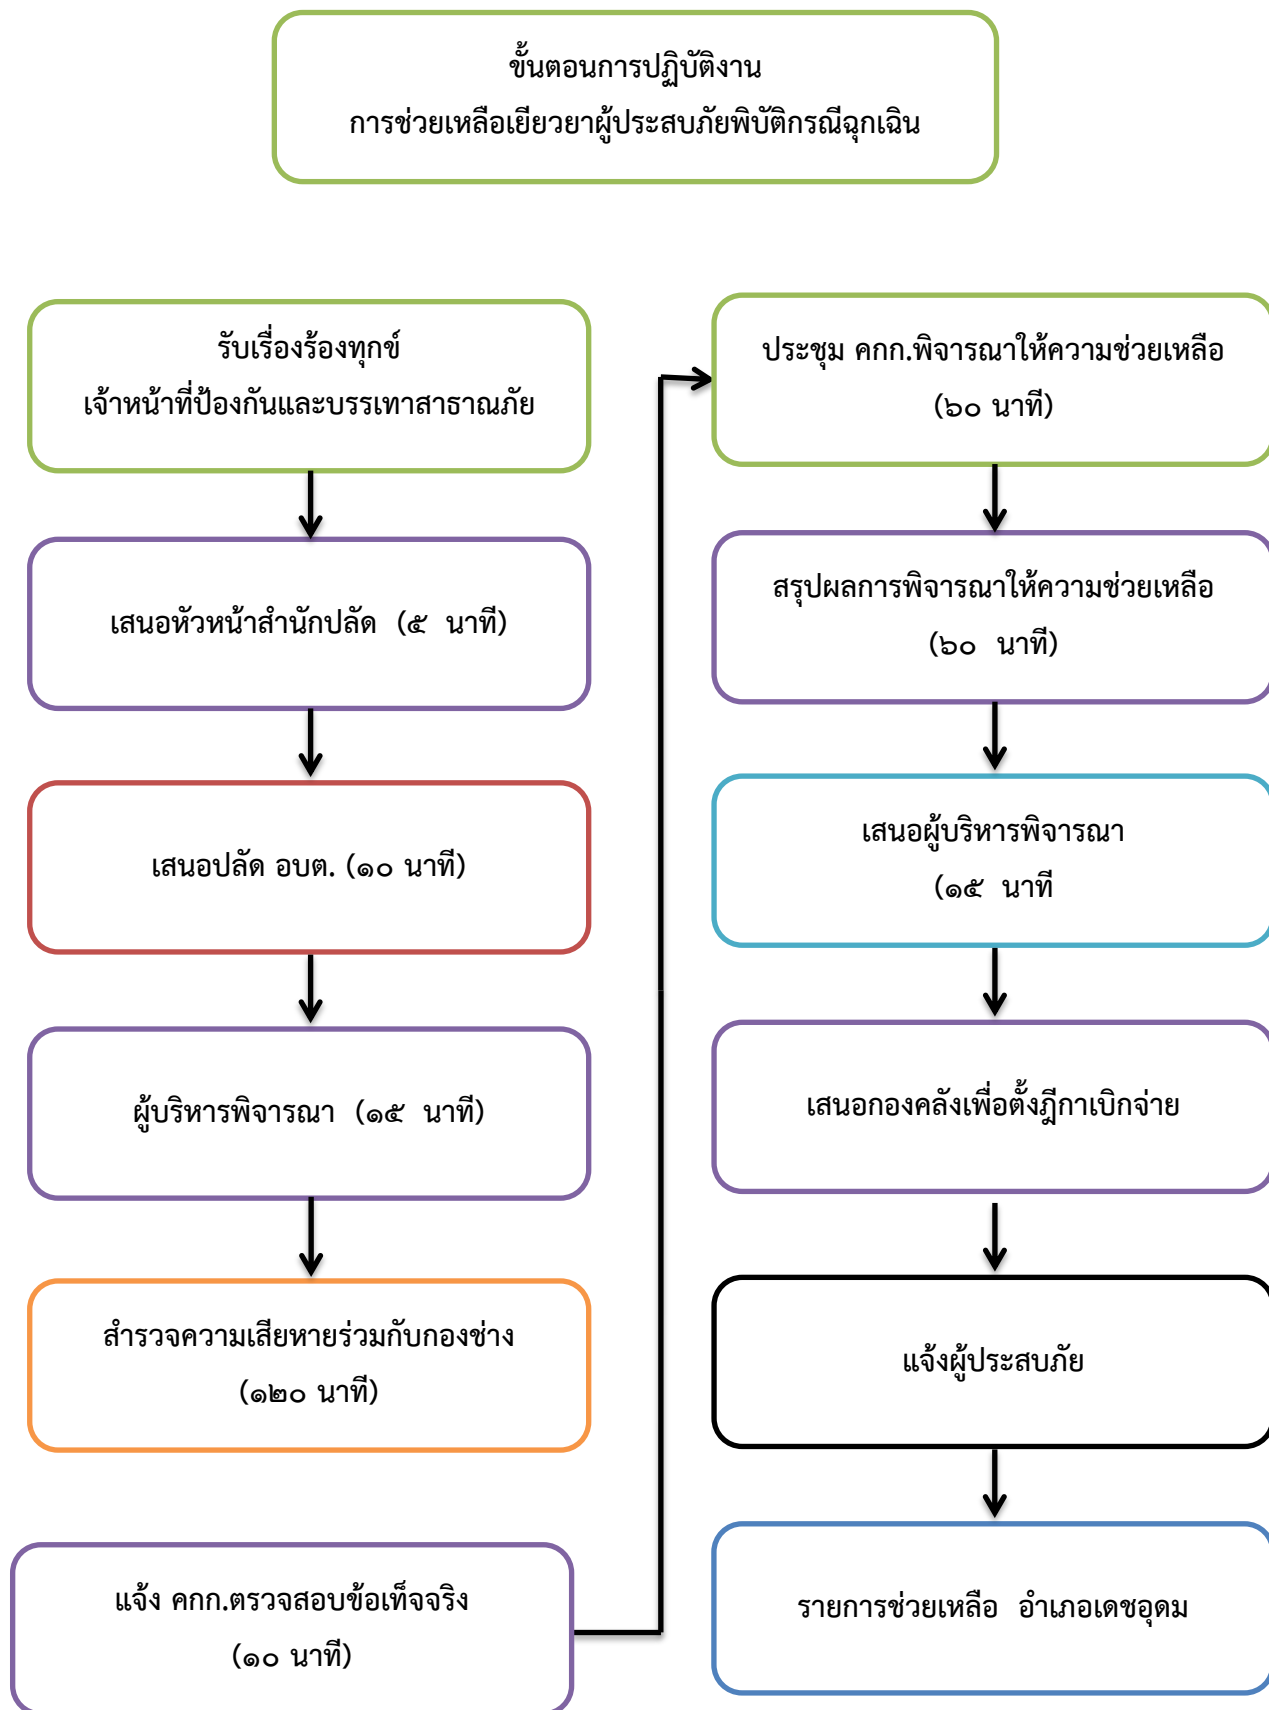 ขั้นตอนการปฏิบัติงาน
การช่วยเหลือเยียวยาผู้ประสบภัยพิบัติกรณีฉุกเฉิน
รับเรื่องร้องทุกข์
เจ้าหน้าที่ป้องกันและบรรเทาสาธาณภัย
เสนอหัวหน้าสำนักปลัด (๕ นาที)
เสนอปลัด อบต. (๑๐ นาที)
ผู้บริหารพิจารณา (๑๕ นาที)
สำรวจความเสียหายร่วมกับกองช่าง
(๑๒๐ นาที)
แจ้ง คกก.ตรวจสอบข้อเท็จจริง
(๑๐ นาที)
ประชุม คกก.พิจารณาให้ความช่วยเหลือ
(๖๐ นาที)
สรุปผลการพิจารณาให้ความช่วยเหลือ
(๖๐ นาที)
เสนอผู้บริหารพิจารณา
(๑๕ นาที
เสนอกองคลังเพื่อตั้งฎีกาเบิกจ่าย
แจ้งผู้ประสบภัย
รายการช่วยเหลือ อำเภอเดชอุดม